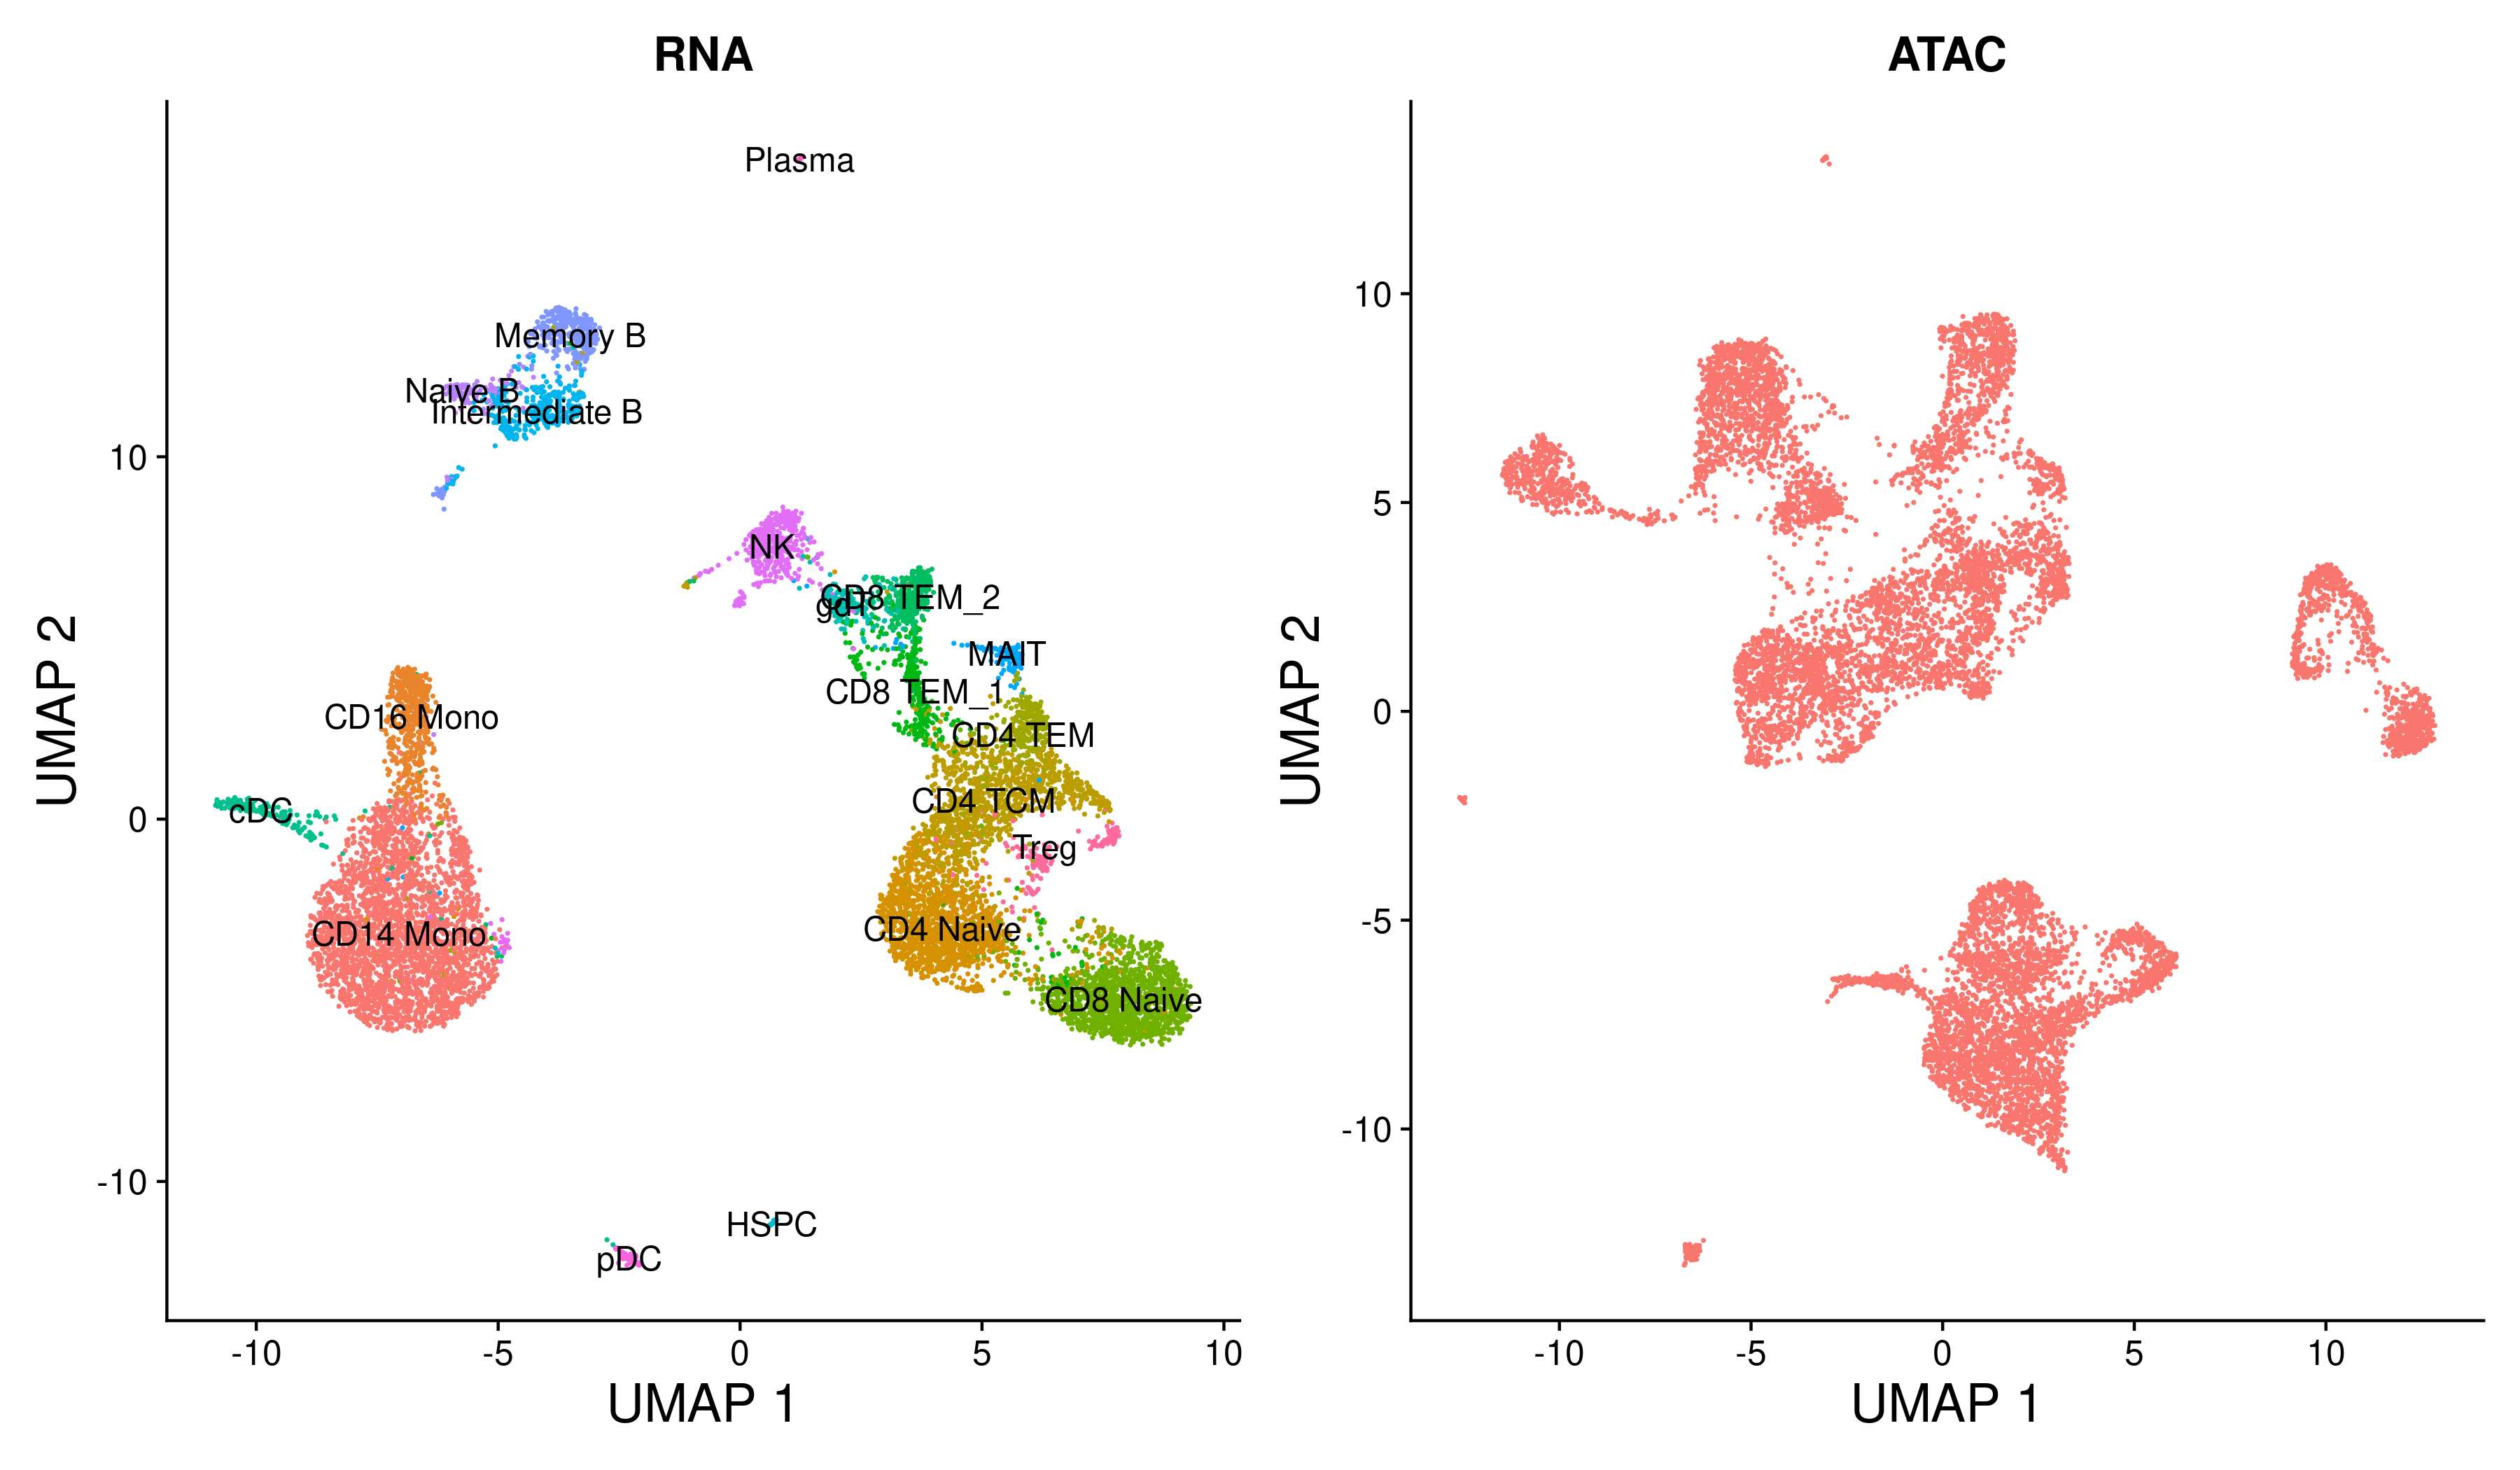 RNA
Plasma
Memory B
Naive B
Intermediate B
NK
CD8 TEM_2
gdT
MAIT
CD8 TEM_1
CD16 Mono
CD4 TEM
cDC
CD4 TCM
Treg
CD14 Mono
CD4 Naive
CD8 Naive
HSPC
pDC
10
0
-10
-10
-5
0
5
10
UMAP 2
UMAP 1
ATAC
10
5
0
-5
-10
-10
-5
0
5
10
UMAP 2
UMAP 1